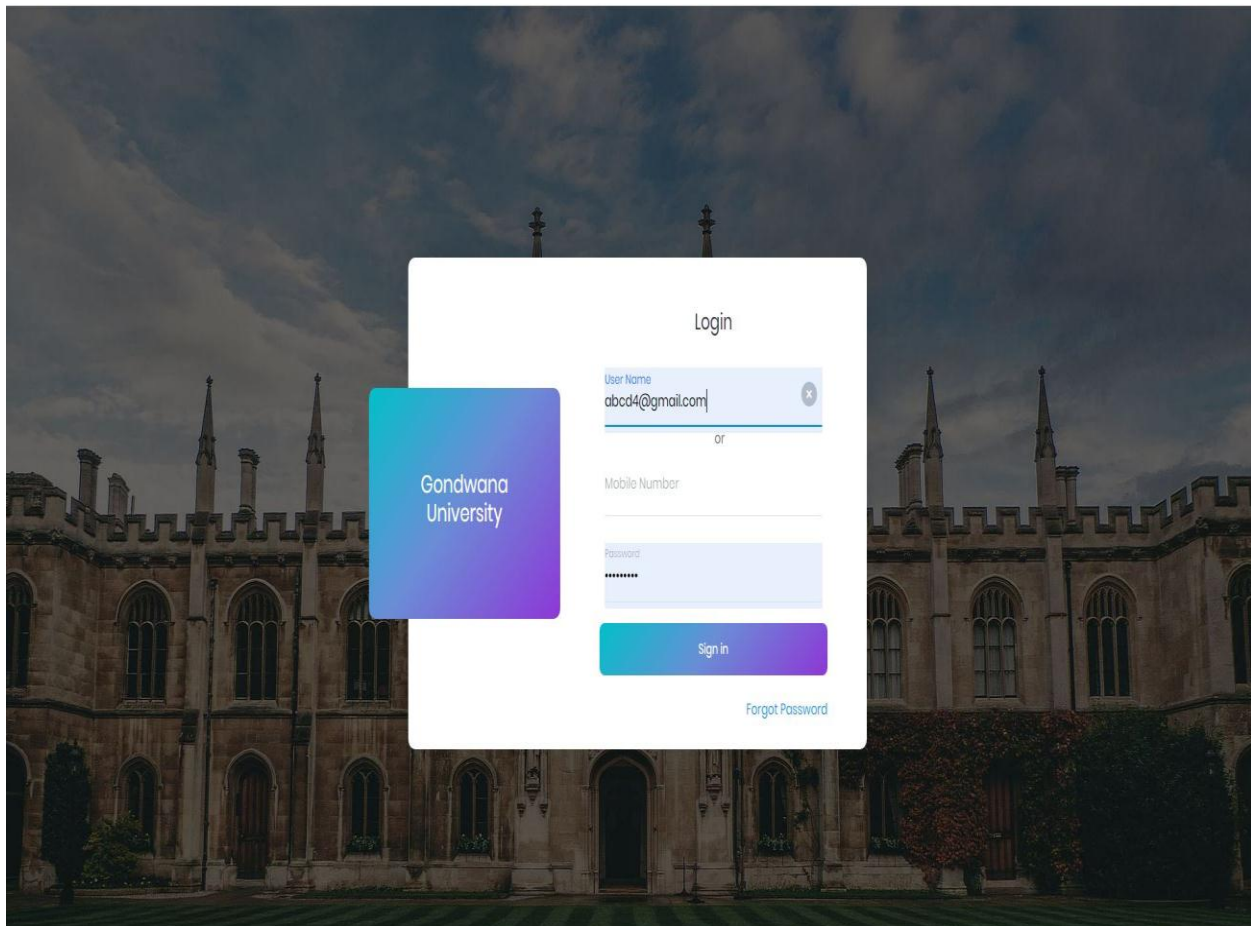 Login
User Name
abcd4@gmail.com
x
or
Gondwana
University
Mobile Number
Password
•••••••••
Sign in
Forgot Password